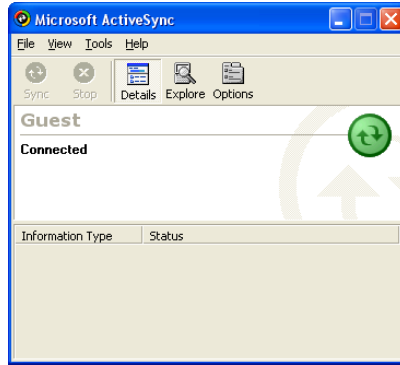 Microsoft ActiveSync
File View Tools Help
Sync Stop Details Explore Options
Guest
Connected
Information Type Status